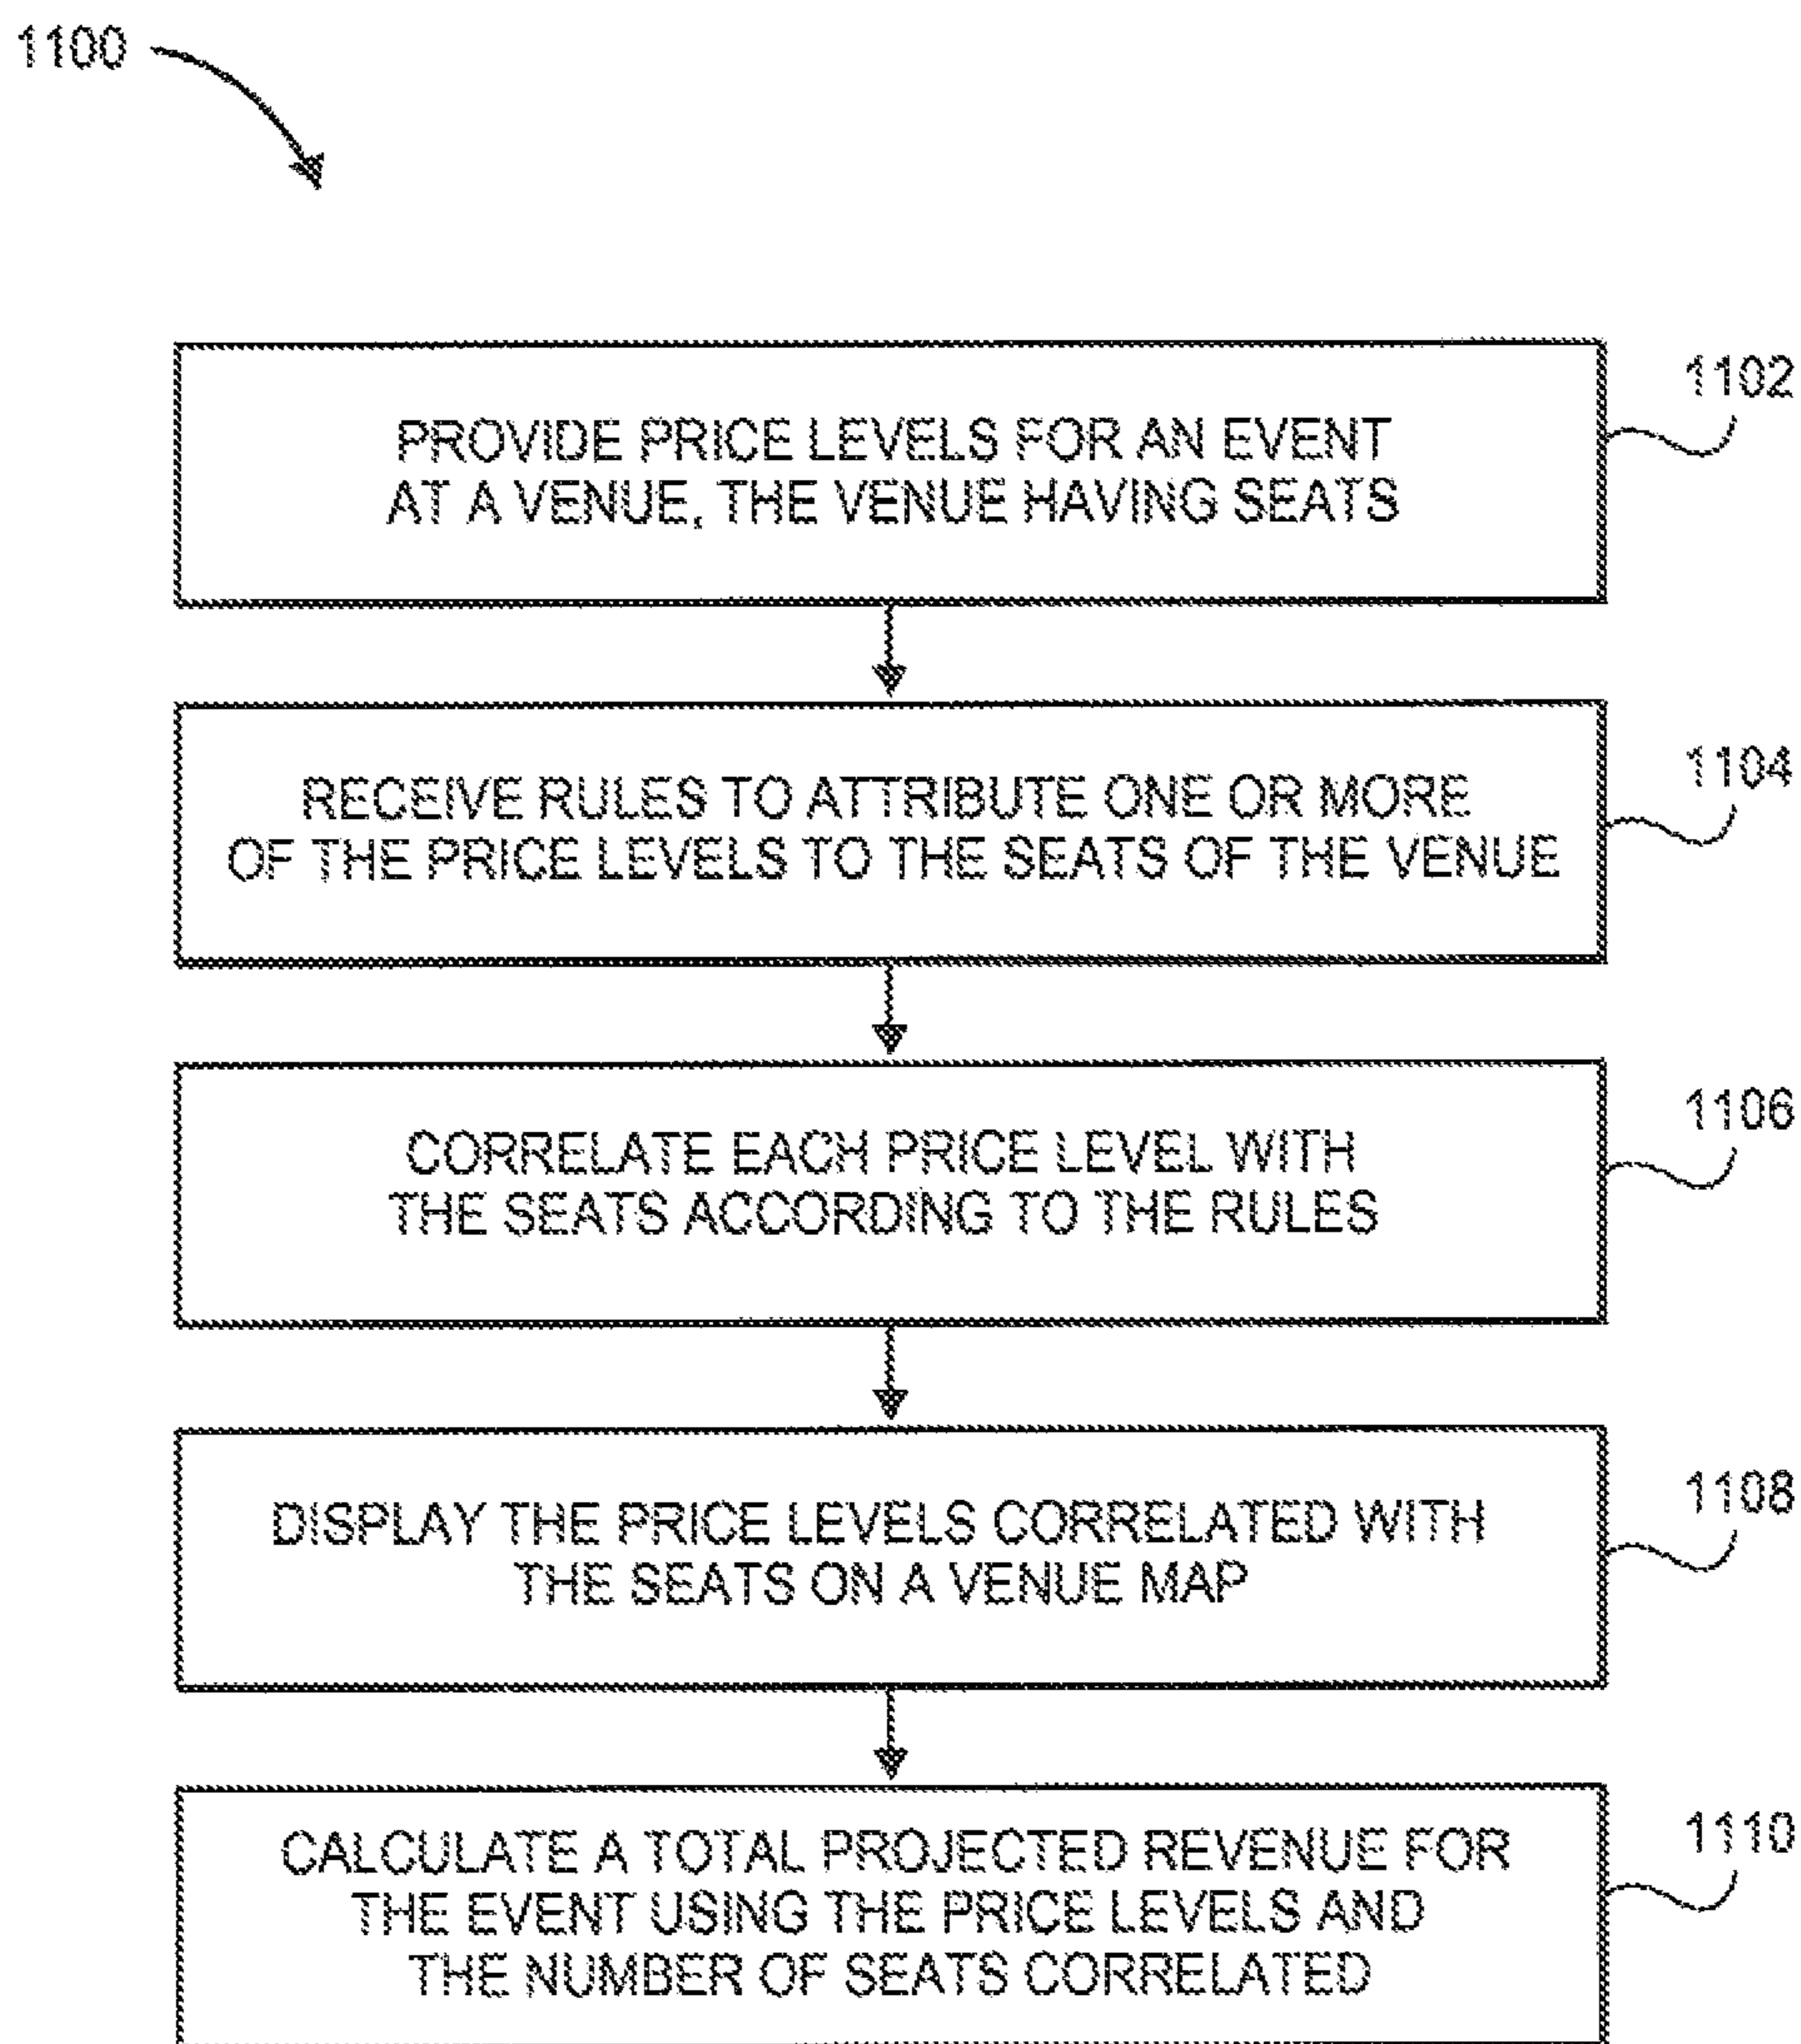 1100
1102
PROVIDE PRICE LEVELS FOR AN EVENT
AT A VENUE, THE VENUE HAVING SEATS
1104
RECEIVE RULES TO ATTRIBUTE ONE OR MORE
OF THE PRICE LEVELS TO THE SEATS OF THE VENUE
1106
CORRELATE EACH PRICE LEVEL WITH
THE SEATS ACCORDING TO THE RULES
1108
DISPLAY THE PRICE LEVELS CORRELATED WITH
THE SEATS ON A VENUE MAP
1110
CALCULATE A TOTAL PROJECTED REVENUE FOR
THE EVENT USING THE PRICE LEVELS AND
THE NUMBER OF SEATS CORRELATED